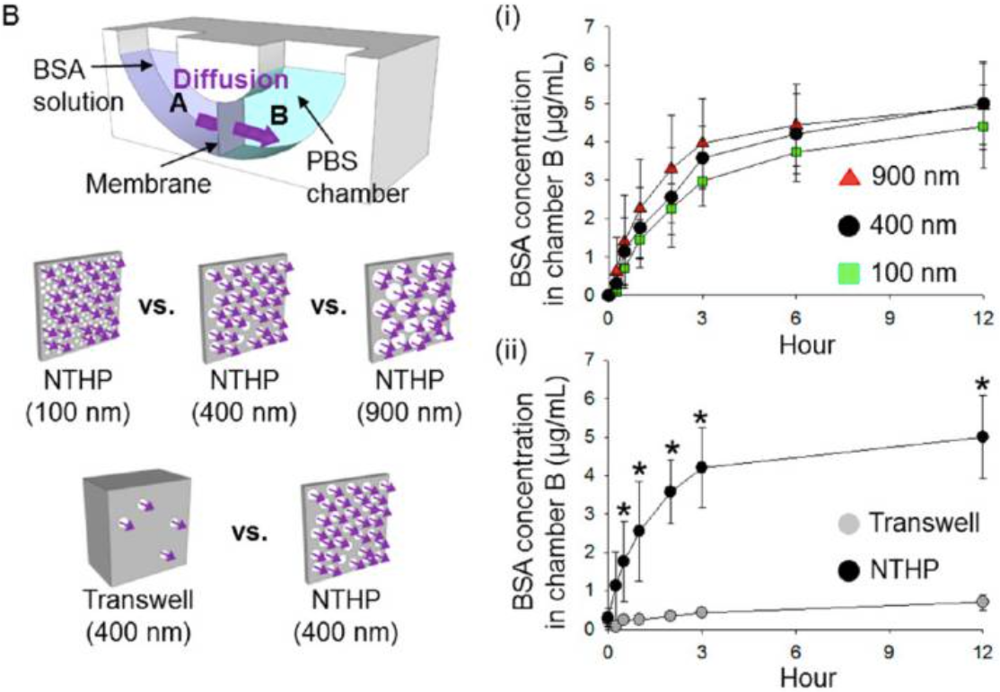 B
BSA
solution
Diffusion
A
B
Membrane
PBS
chamber
vs.
vs.
NTHP
(100 nm)
NTHP
(400 nm)
NTHP
(900 nm)
vs.
Transwell
(400 nm)
NTHP
(400 nm)
(i)
BSA concentration
in chamber B (µg/mL)
7
6
5
4
3
2
1
0
900 nm
400 nm
100 nm
0
3
6
9
12
Hour
(ii)
BSA concentration
in chamber B (µg/mL)
7
6
5
4
3
2
1
0
* * * * * *
Transwell
NTHP
0
3
6
9
12
Hour